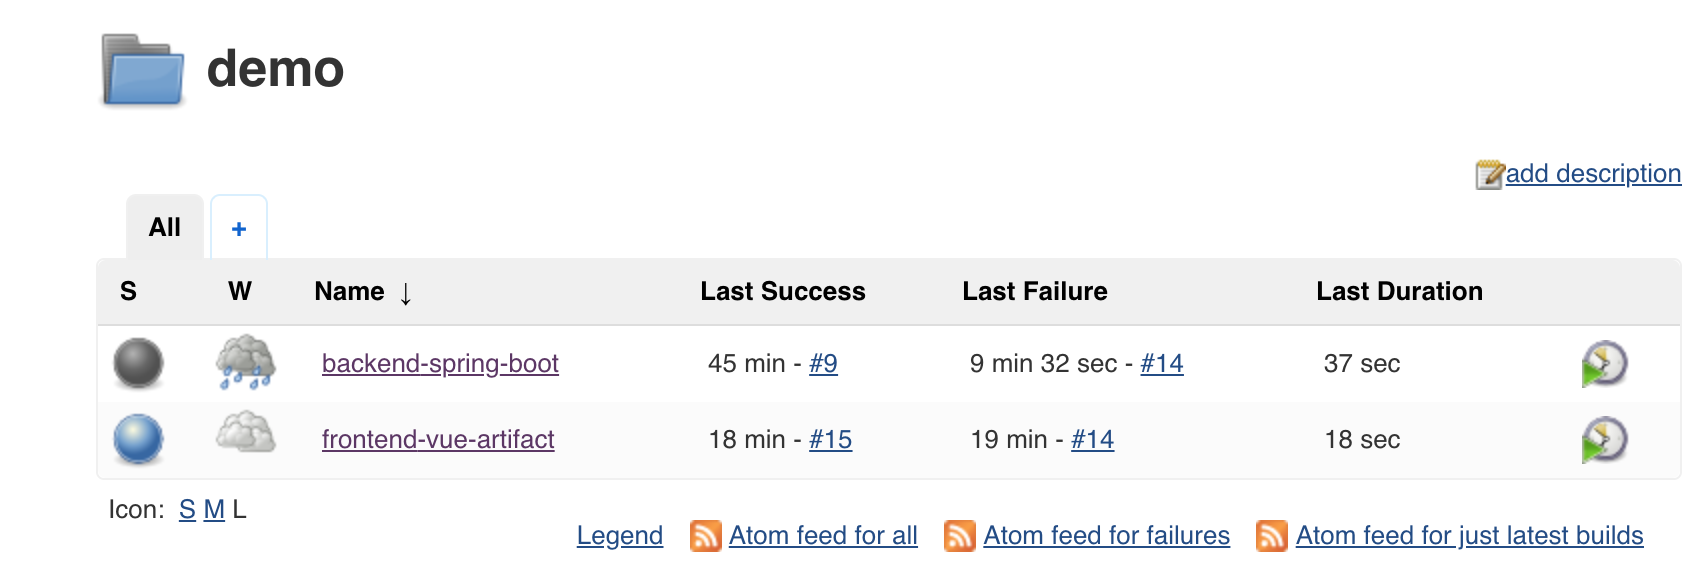 demo
add description
All +
S W Name ↓ Last Success Last Failure Last Duration
backend-spring-boot 45 min - #9 9 min 32 sec - #14 37 sec
frontend-vue-artifact 18 min - #15 19 min - #14 18 sec
Icon: S M L
Legend Atom feed for all Atom feed for failures Atom feed for just latest builds